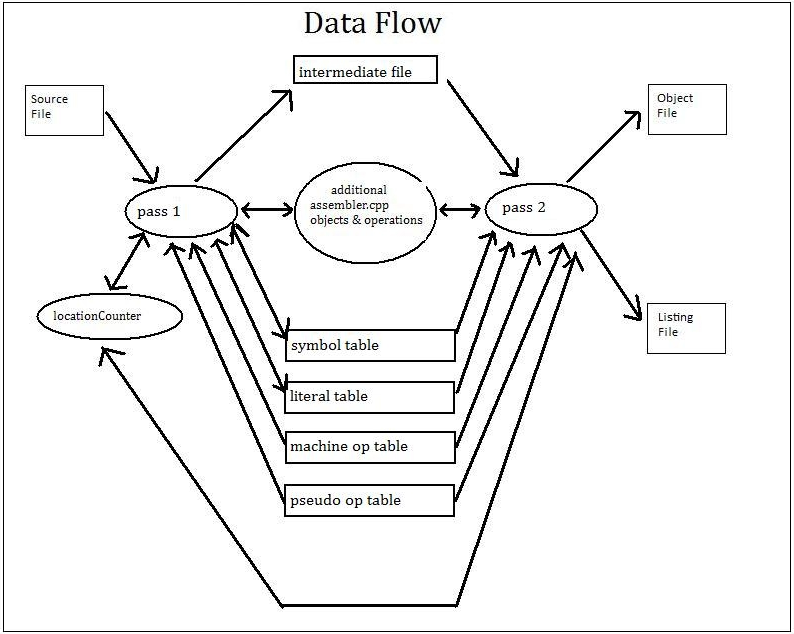 Data Flow
intermediate file
Source
File
Object
File
pass 1
additional
assembler.cpp
objects & operations
pass 2
locationCounter
Listing
File
symbol table
literal table
machine op table
pseudo op table